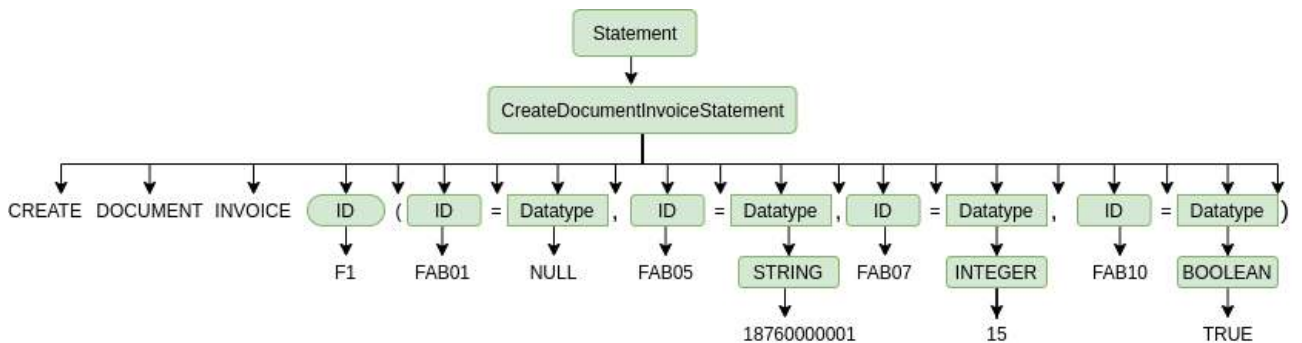 Statement
CreateDocumentInvoiceStatement
CREATE DOCUMENT INVOICE ID ( ID = Datatype , ID = Datatype , ID = Datatype , ID = Datatype )
F1 FAB01 NULL FAB05 STRING FAB07 INTEGER FAB10 BOOLEAN
18760000001 15 TRUE